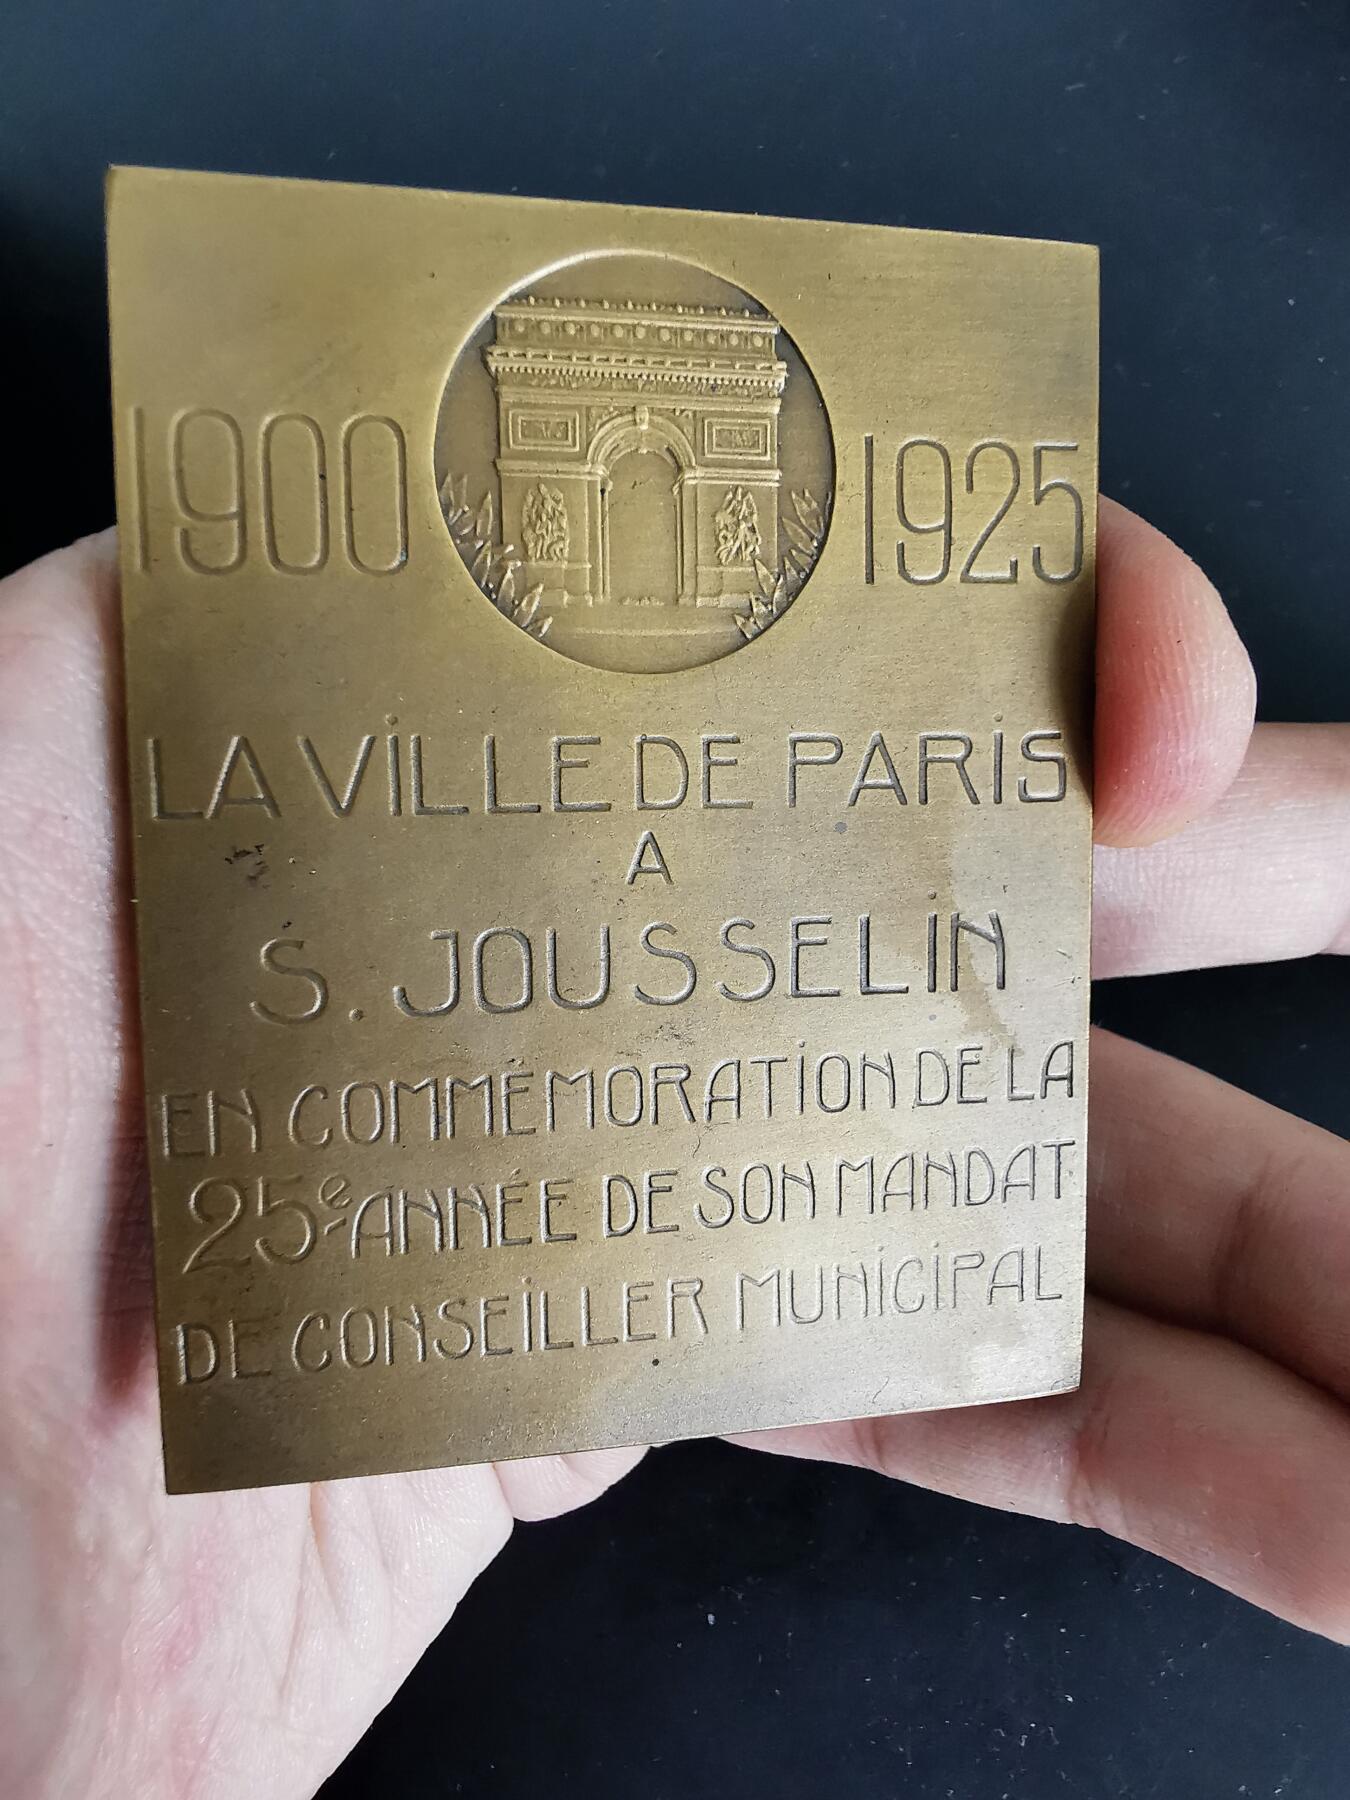 1900 1925
LA VILLE DE PARIS
A
S. JOUSSELIN
EN COMMÉMORATION DE LA
25e ANNÉE DE SON MANDAT
DE CONSEILLER MUNICIPAL